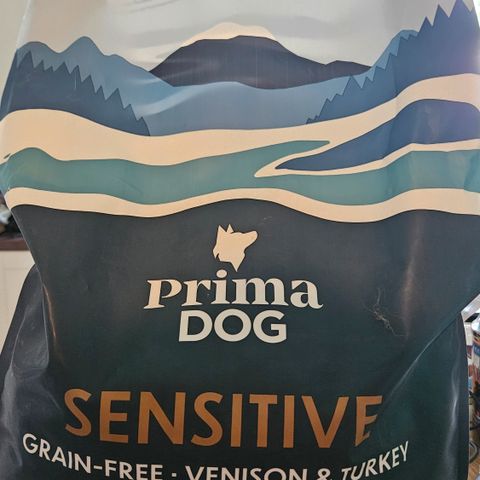 Prima
DOG
SENSITIVE
GRAIN-FREE · VENISON & TURKEY